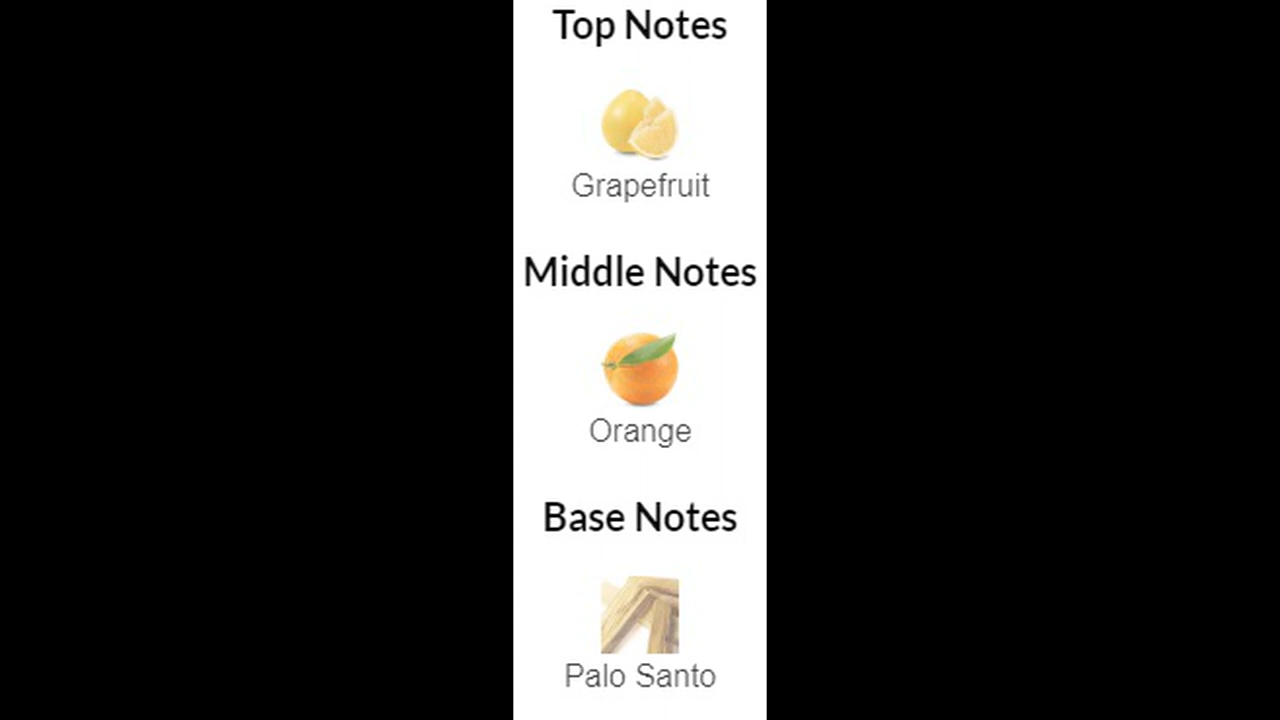 Top Notes
Grapefruit
Middle Notes
Orange
Base Notes
Palo Santo